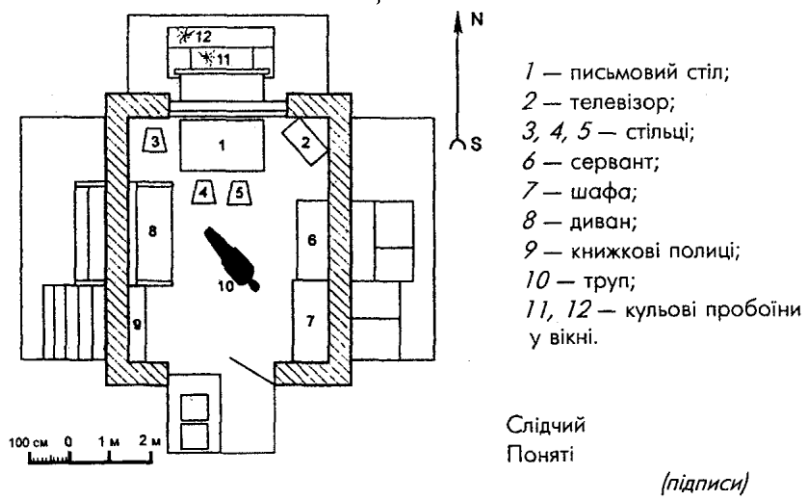 12
11
N
S
3
1
2
4
5
8
6
10
9
7
100 см 0 1 м 2 м
1 — письмовий стіл;
2 — телевізор;
3, 4, 5 — стільці;
6 — сервант;
7 — шафа;
8 — диван;
9 — книжкові полиці;
10 — труп;
11, 12 — кульові пробоїни
у вікні.
Слідчий
Поняті
(підписи)